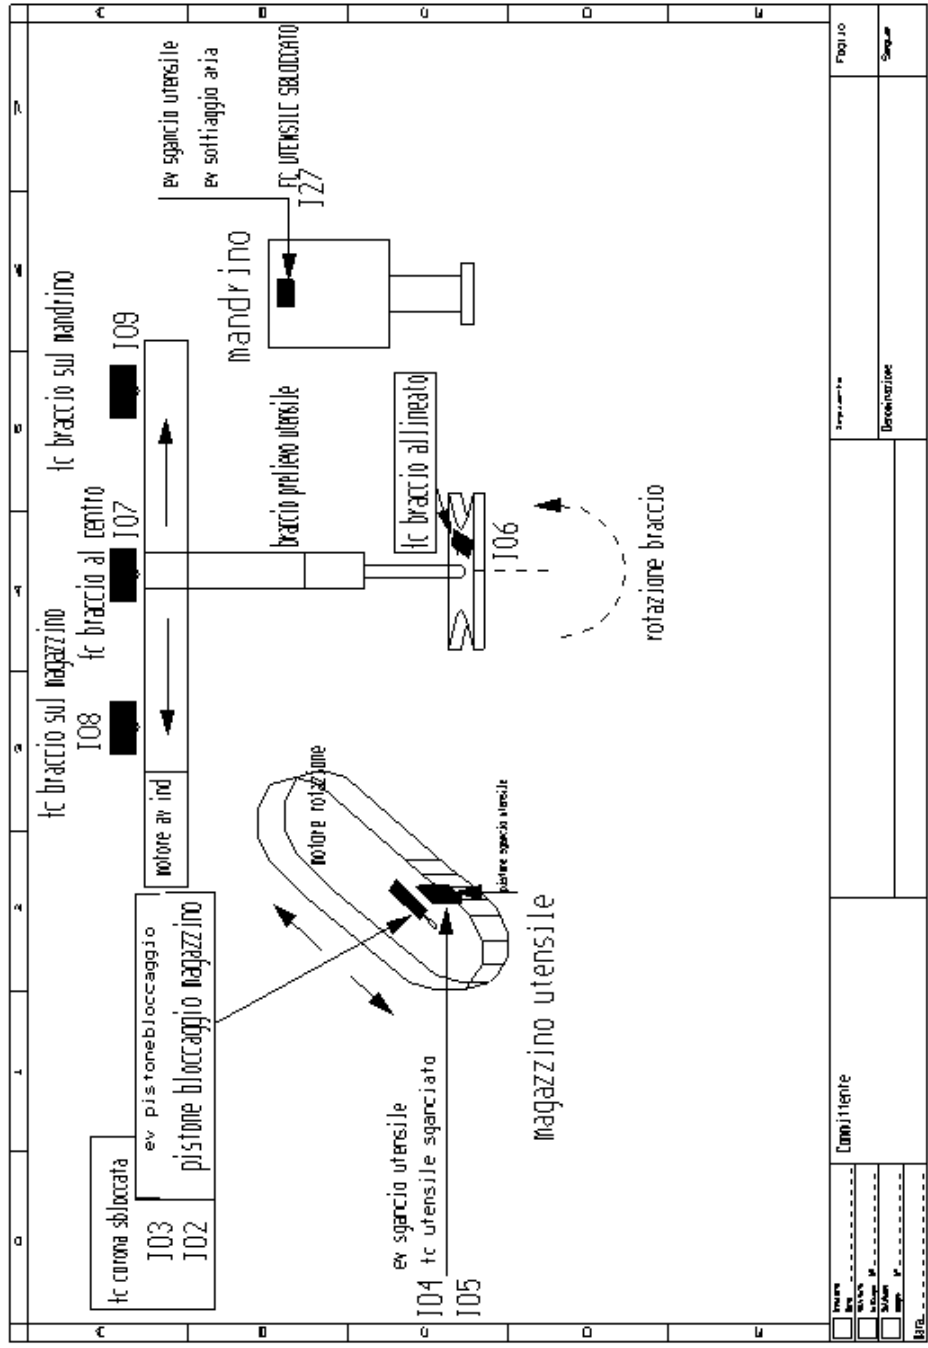 fc braccio sul magazzino
I08
fc braccio al centro
I07
fc braccio sul mandrino
I09
ev sgancio utensile
ev soffiaggio aria
FC UTENSILE SBLOCCATO
I27
mandrino
motore av ind
braccio prelievo utensile
fc braccio allineato
I06
rotazione braccio
fc corona sbloccata
I03
I02
ev pistonebloccaggio
pistone bloccaggio magazzino
motore rotazione
pistone sgancio utensile
magazzino utensile
ev sgancio utensile
fc utensile sganciato
I04
I05
Committente
Denominazione
Foglio
Segue
Data